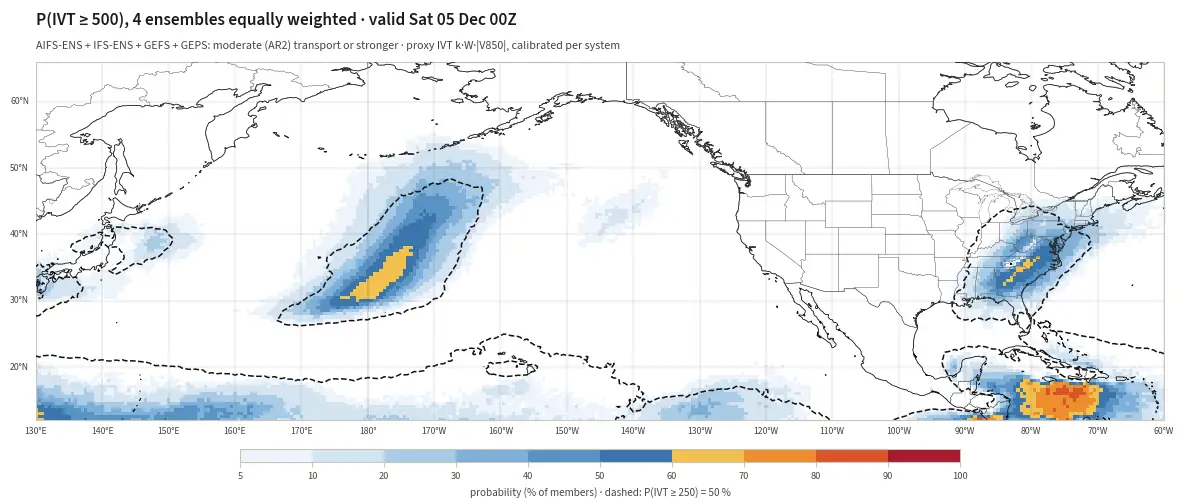 P(IVT ≥ 500), 4 ensembles equally weighted · valid Sat 05 Dec 00Z
AIFS-ENS + IFS-ENS + GEFS + GEPS: moderate (AR2) transport or stronger · proxy IVT k·W·|V850|, calibrated per system
60°N
50°N
40°N
30°N
20°N
130°E 140°E 150°E 160°E 170°E 180° 170°W 160°W 150°W 140°W 130°W 120°W 110°W 100°W 90°W 80°W 70°W 60°W
5 10 20 30 40 50 60 70 80 90 100
probability (% of members) · dashed: P(IVT ≥ 250) = 50 %